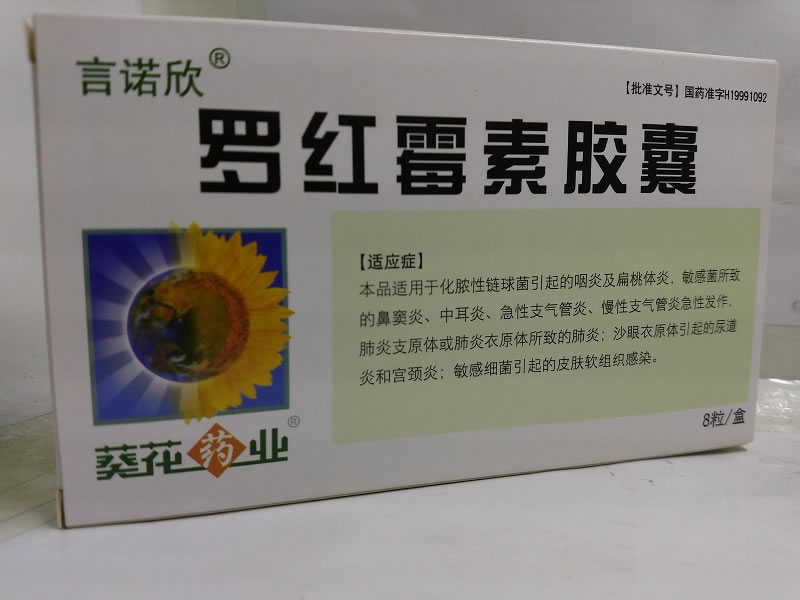 言诺欣®
【批准文号】国药准字H19991092
罗红霉素胶囊
【适应症】
本品适用于化脓性链球菌引起的咽炎及扁桃体炎，敏感菌所致
的鼻窦炎、中耳炎、急性支气管炎、慢性支气管炎急性发作，
肺炎支原体或肺炎衣原体所致的肺炎；沙眼衣原体引起的尿道
炎和宫颈炎；敏感细菌引起的皮肤软组织感染。
葵花药业®
8粒/盒